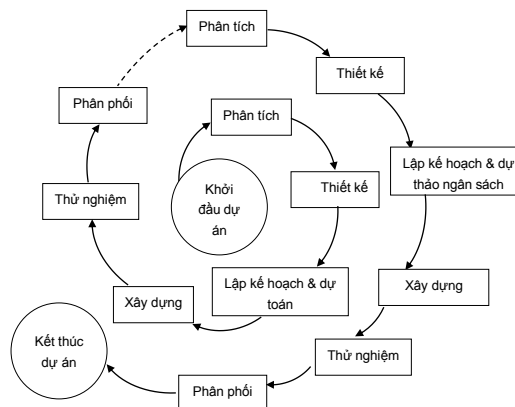 Phân tích
Thiết kế
Phân phối
Phân tích
Lập kế hoạch & dự
thảo ngân sách
Khởi
đầu dự
án
Thiết kế
Thử nghiệm
Lập kế hoạch & dự
toán
Xây dựng
Xây dựng
Kết thúc
dự án
Thử nghiệm
Phân phối